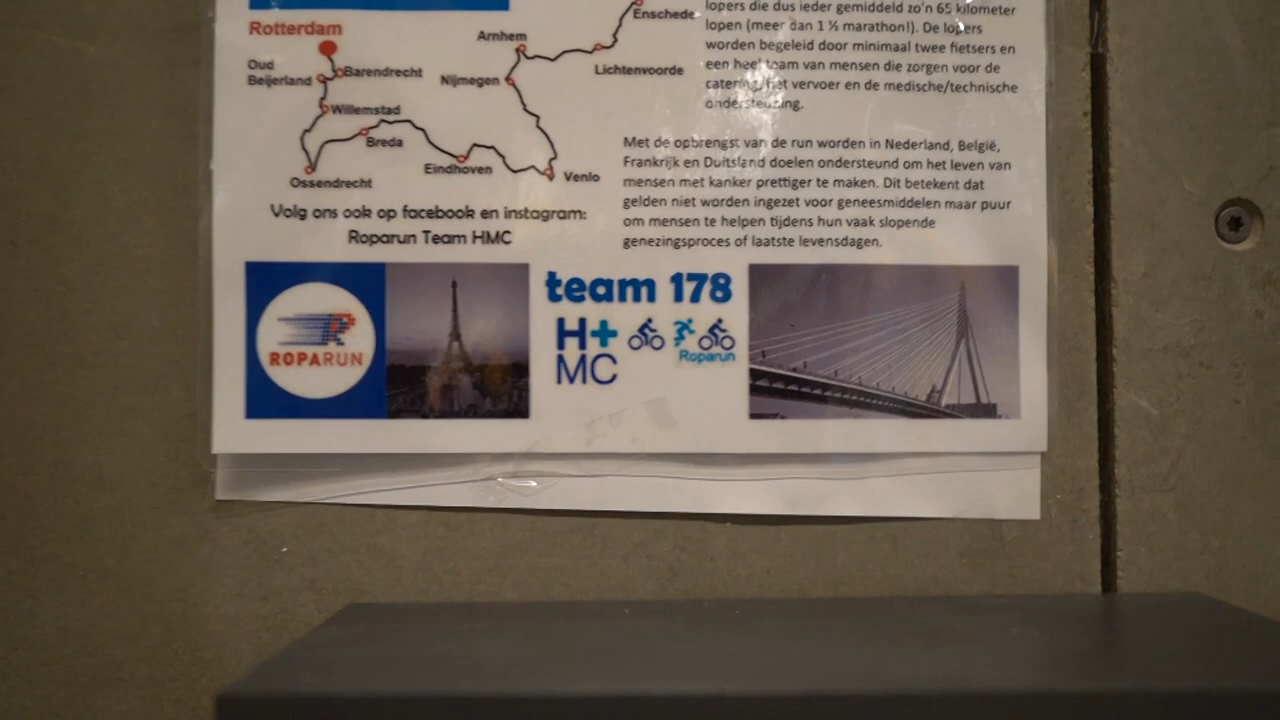 Rotterdam
Oud
Beijerland
Barendrecht
Willemstad
Breda
Ossendrecht
Eindhoven
Venlo
Nijmegen
Arnhem
Lichtenvoorde
Enschede
Volg ons ook op facebook en instagram:
Roparun Team HMC
lopers die dus ieder gemiddeld zo'n 65 kilometer
lopen (meer dan 1 ½ marathon!). De lopers
worden begeleid door minimaal twee fietsers en
een heel team van mensen die zorgen voor de
catering, het vervoer en de medische/technische
ondersteuning.
Met de opbrengst van de run worden in Nederland, België,
Frankrijk en Duitsland doelen ondersteund om het leven van
mensen met kanker prettiger te maken. Dit betekent dat
gelden niet worden ingezet voor geneesmiddelen maar puur
om mensen te helpen tijdens hun vaak slopende
genezingsproces of laatste levensdagen.
ROPARUN
team 178
H+
MC
Roparun